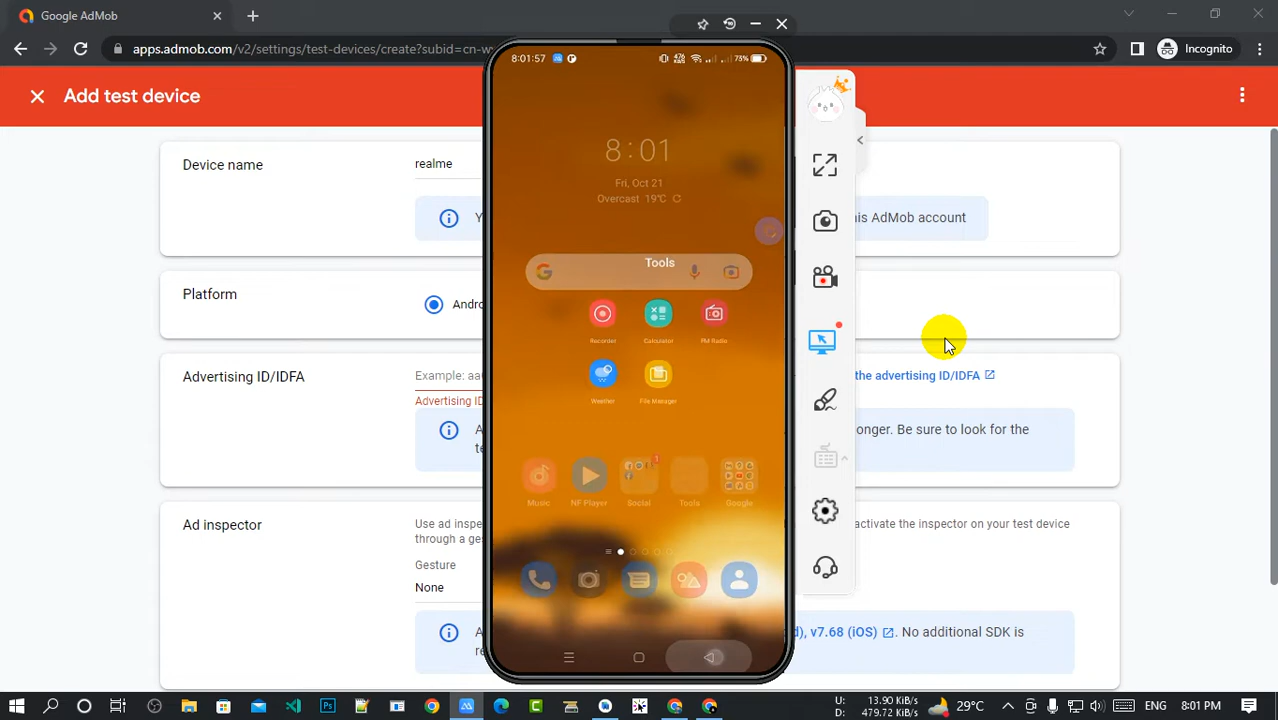 Google AdMob
apps.admob.com/v2/settings/test-devices/create?subid=cn-w
Incognito
Add test device
Device name
realme
his AdMob account
Platform
Andro
Advertising ID/IDFA
Example: aa
the advertising ID/IDFA
Advertising ID
onger. Be sure to look for the
te
Ad inspector
Use ad inspe
activate the inspector on your test device
through a ges
Gesture
None
d), v7.68 (iOS)
. No additional SDK is
re
8:01:57
73%
8:01
Fri, Oct 21
Overcast 19°C
Tools
Recorder
Calculator
FM Radio
Weather
File Manager
1
Music
NF Player
Social
Tools
Google
U:
13.90 KiB/s
D:
479.72 KiB/s
29°C
ENG
8:01 PM